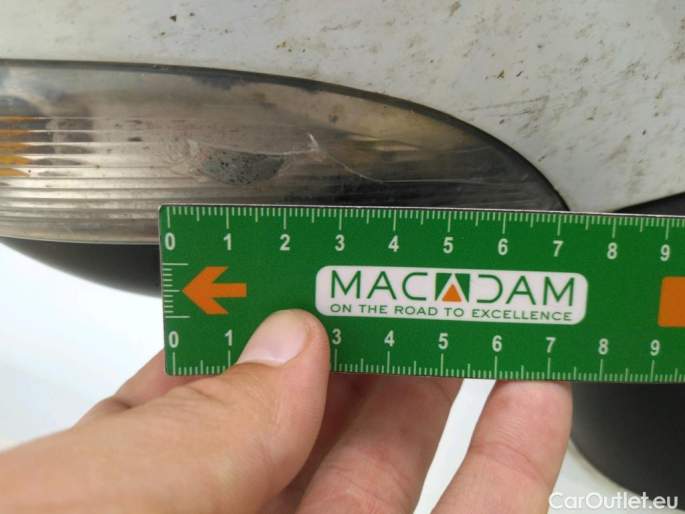 0 1 2 3 4 5 6 7 8 9
MACADAM
ON THE ROAD TO EXCELLENCE
0 1 3 4 5 6 7 8 9
CarOutlet.eu